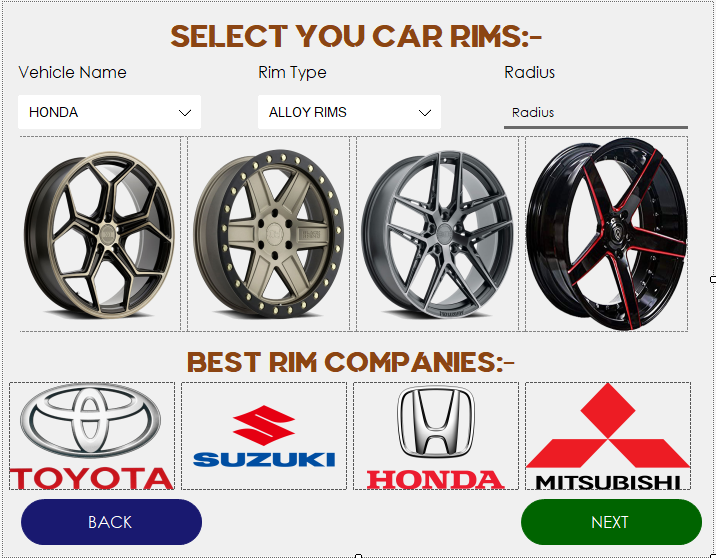 SELECT YOU CAR RIMS:-
Vehicle Name Rim Type Radius
HONDA ALLOY RIMS Radius
BEST RIM COMPANIES:-
TOYOTA SUZUKI HONDA MITSUBISHI
BACK NEXT